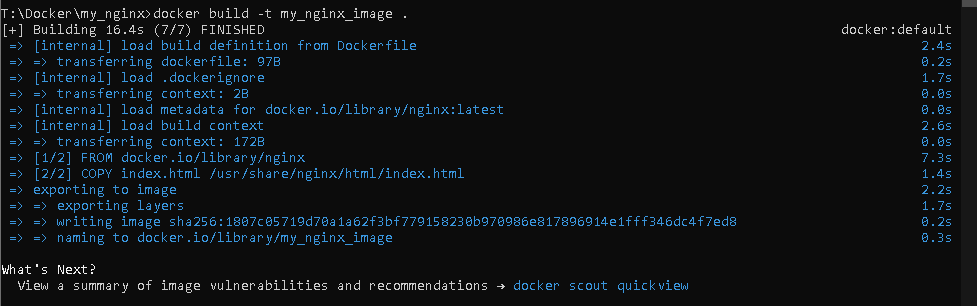 T:\Docker\my_nginx>docker build -t my_nginx_image .
[+] Building 16.4s (7/7) FINISHED docker:default
=> [internal] load build definition from Dockerfile 2.4s
=> => transferring dockerfile: 97B 0.2s
=> [internal] load .dockerignore 1.7s
=> => transferring context: 2B 0.0s
=> [internal] load metadata for docker.io/library/nginx:latest 0.0s
=> [internal] load build context 2.6s
=> => transferring context: 172B 0.0s
=> [1/2] FROM docker.io/library/nginx 7.3s
=> [2/2] COPY index.html /usr/share/nginx/html/index.html 1.4s
=> exporting to image 2.2s
=> => exporting layers 1.7s
=> => writing image sha256:1807c05719d70a1a62f3bf779158230b970986e817896914e1fff346dc4f7ed8 0.2s
=> => naming to docker.io/library/my_nginx_image 0.3s
What's Next?
View a summary of image vulnerabilities and recommendations → docker scout quickview